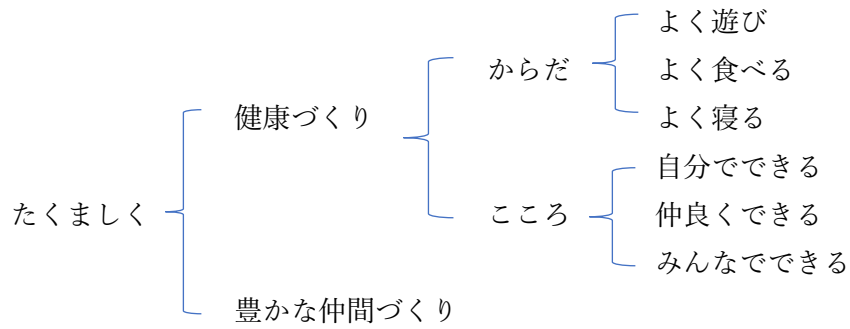 よく遊び
からだ
よく食べる
健康づくり
よく寝る
自分でできる
たくましく
こころ
仲良くできる
みんなでできる
豊かな仲間づくり